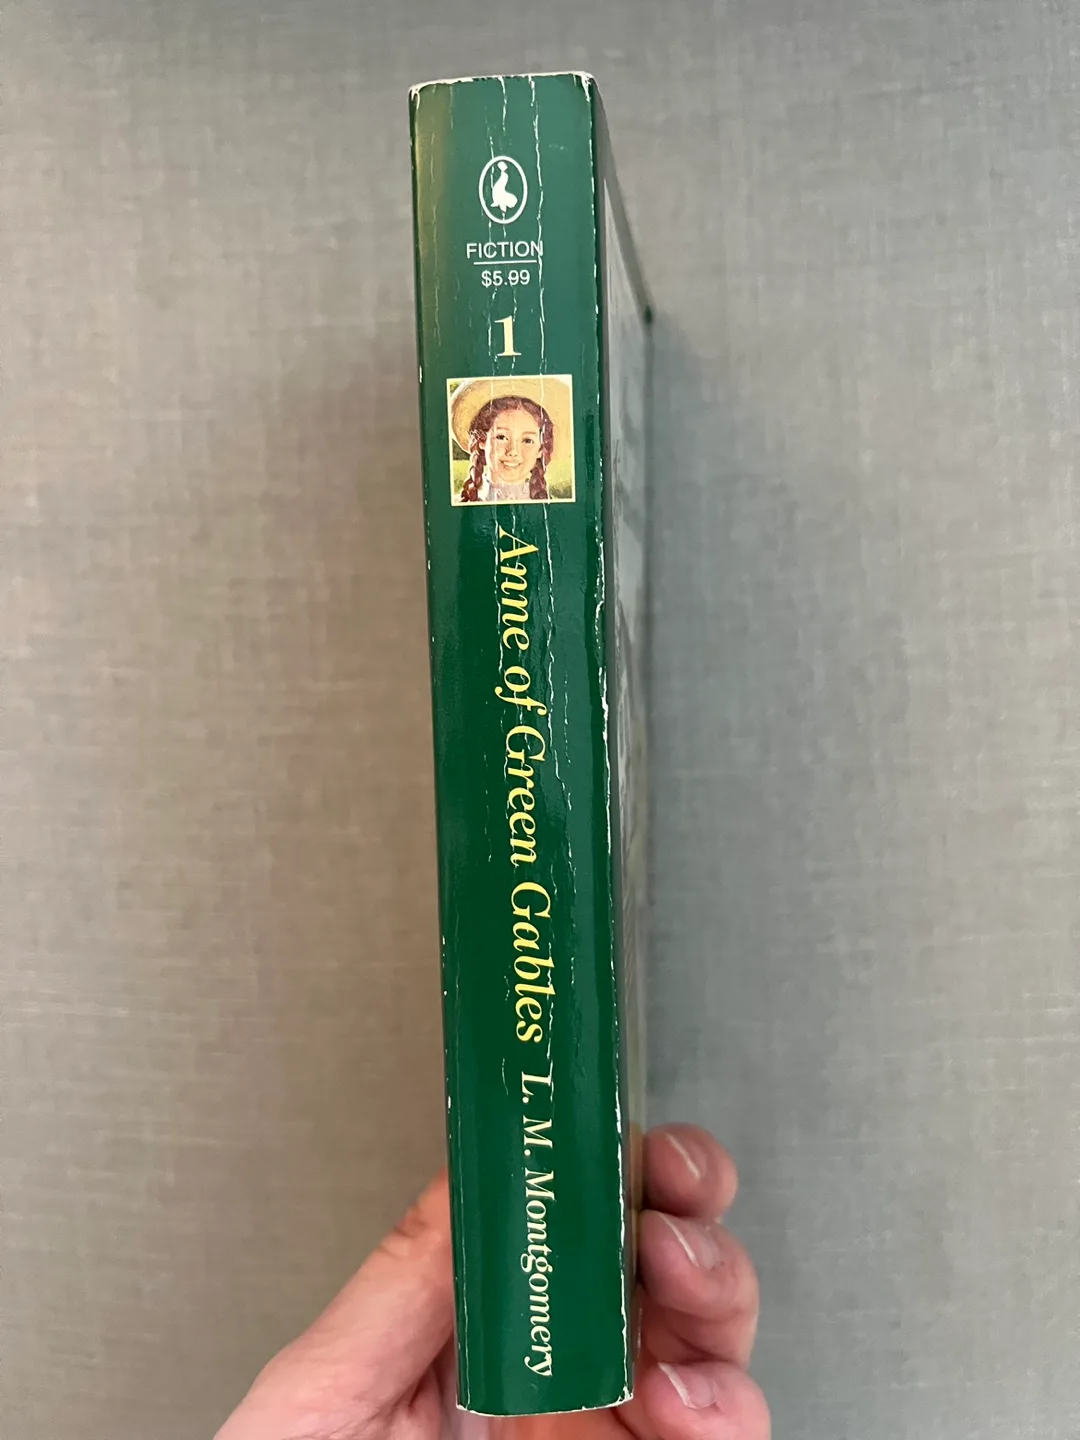 FICTION
$5.99
1
Anne of Green Gables L. M. Montgomery